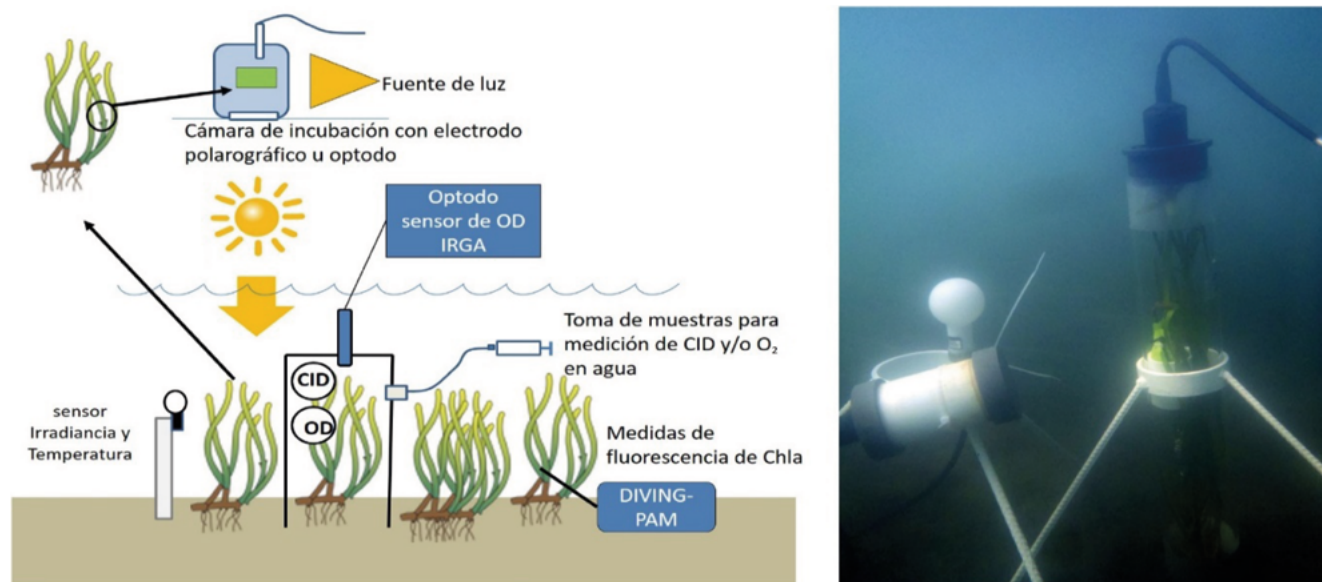 Fuente de luz
Cámara de incubación con electrodo
polarográfico u optodo
Optodo
sensor de OD
IRGA
Toma de muestras para
medición de CID y/o O₂
en agua
CID
OD
sensor
Irradiancia y
Temperatura
Medidas de
fluorescencia de Chla
DIVING-
PAM